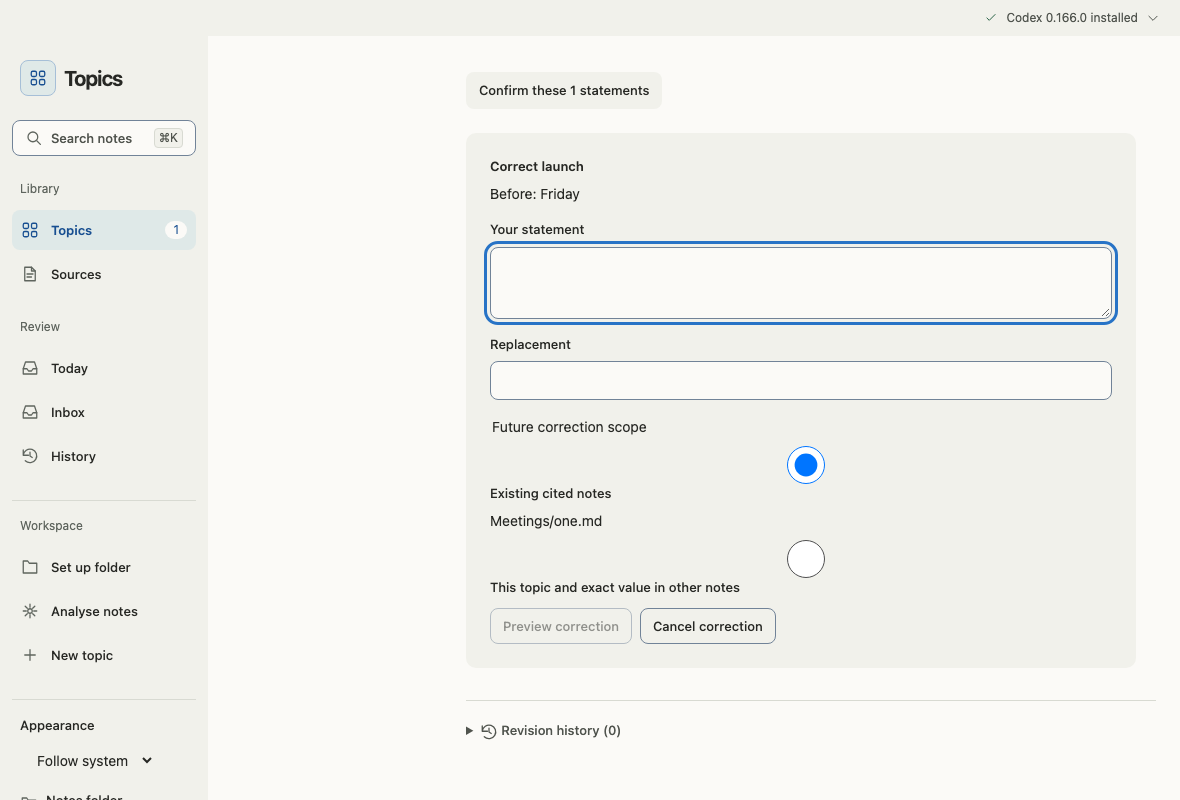 Codex 0.166.0 installed
Topics
Search notes ⌘K
Library
Topics 1
Sources
Review
Today
Inbox
History
Workspace
Set up folder
Analyse notes
New topic
Appearance
Follow system
Notes folder
Confirm these 1 statements
Correct launch
Before: Friday
Your statement
Replacement
Future correction scope
Existing cited notes
Meetings/one.md
This topic and exact value in other notes
Preview correction
Cancel correction
Revision history (0)